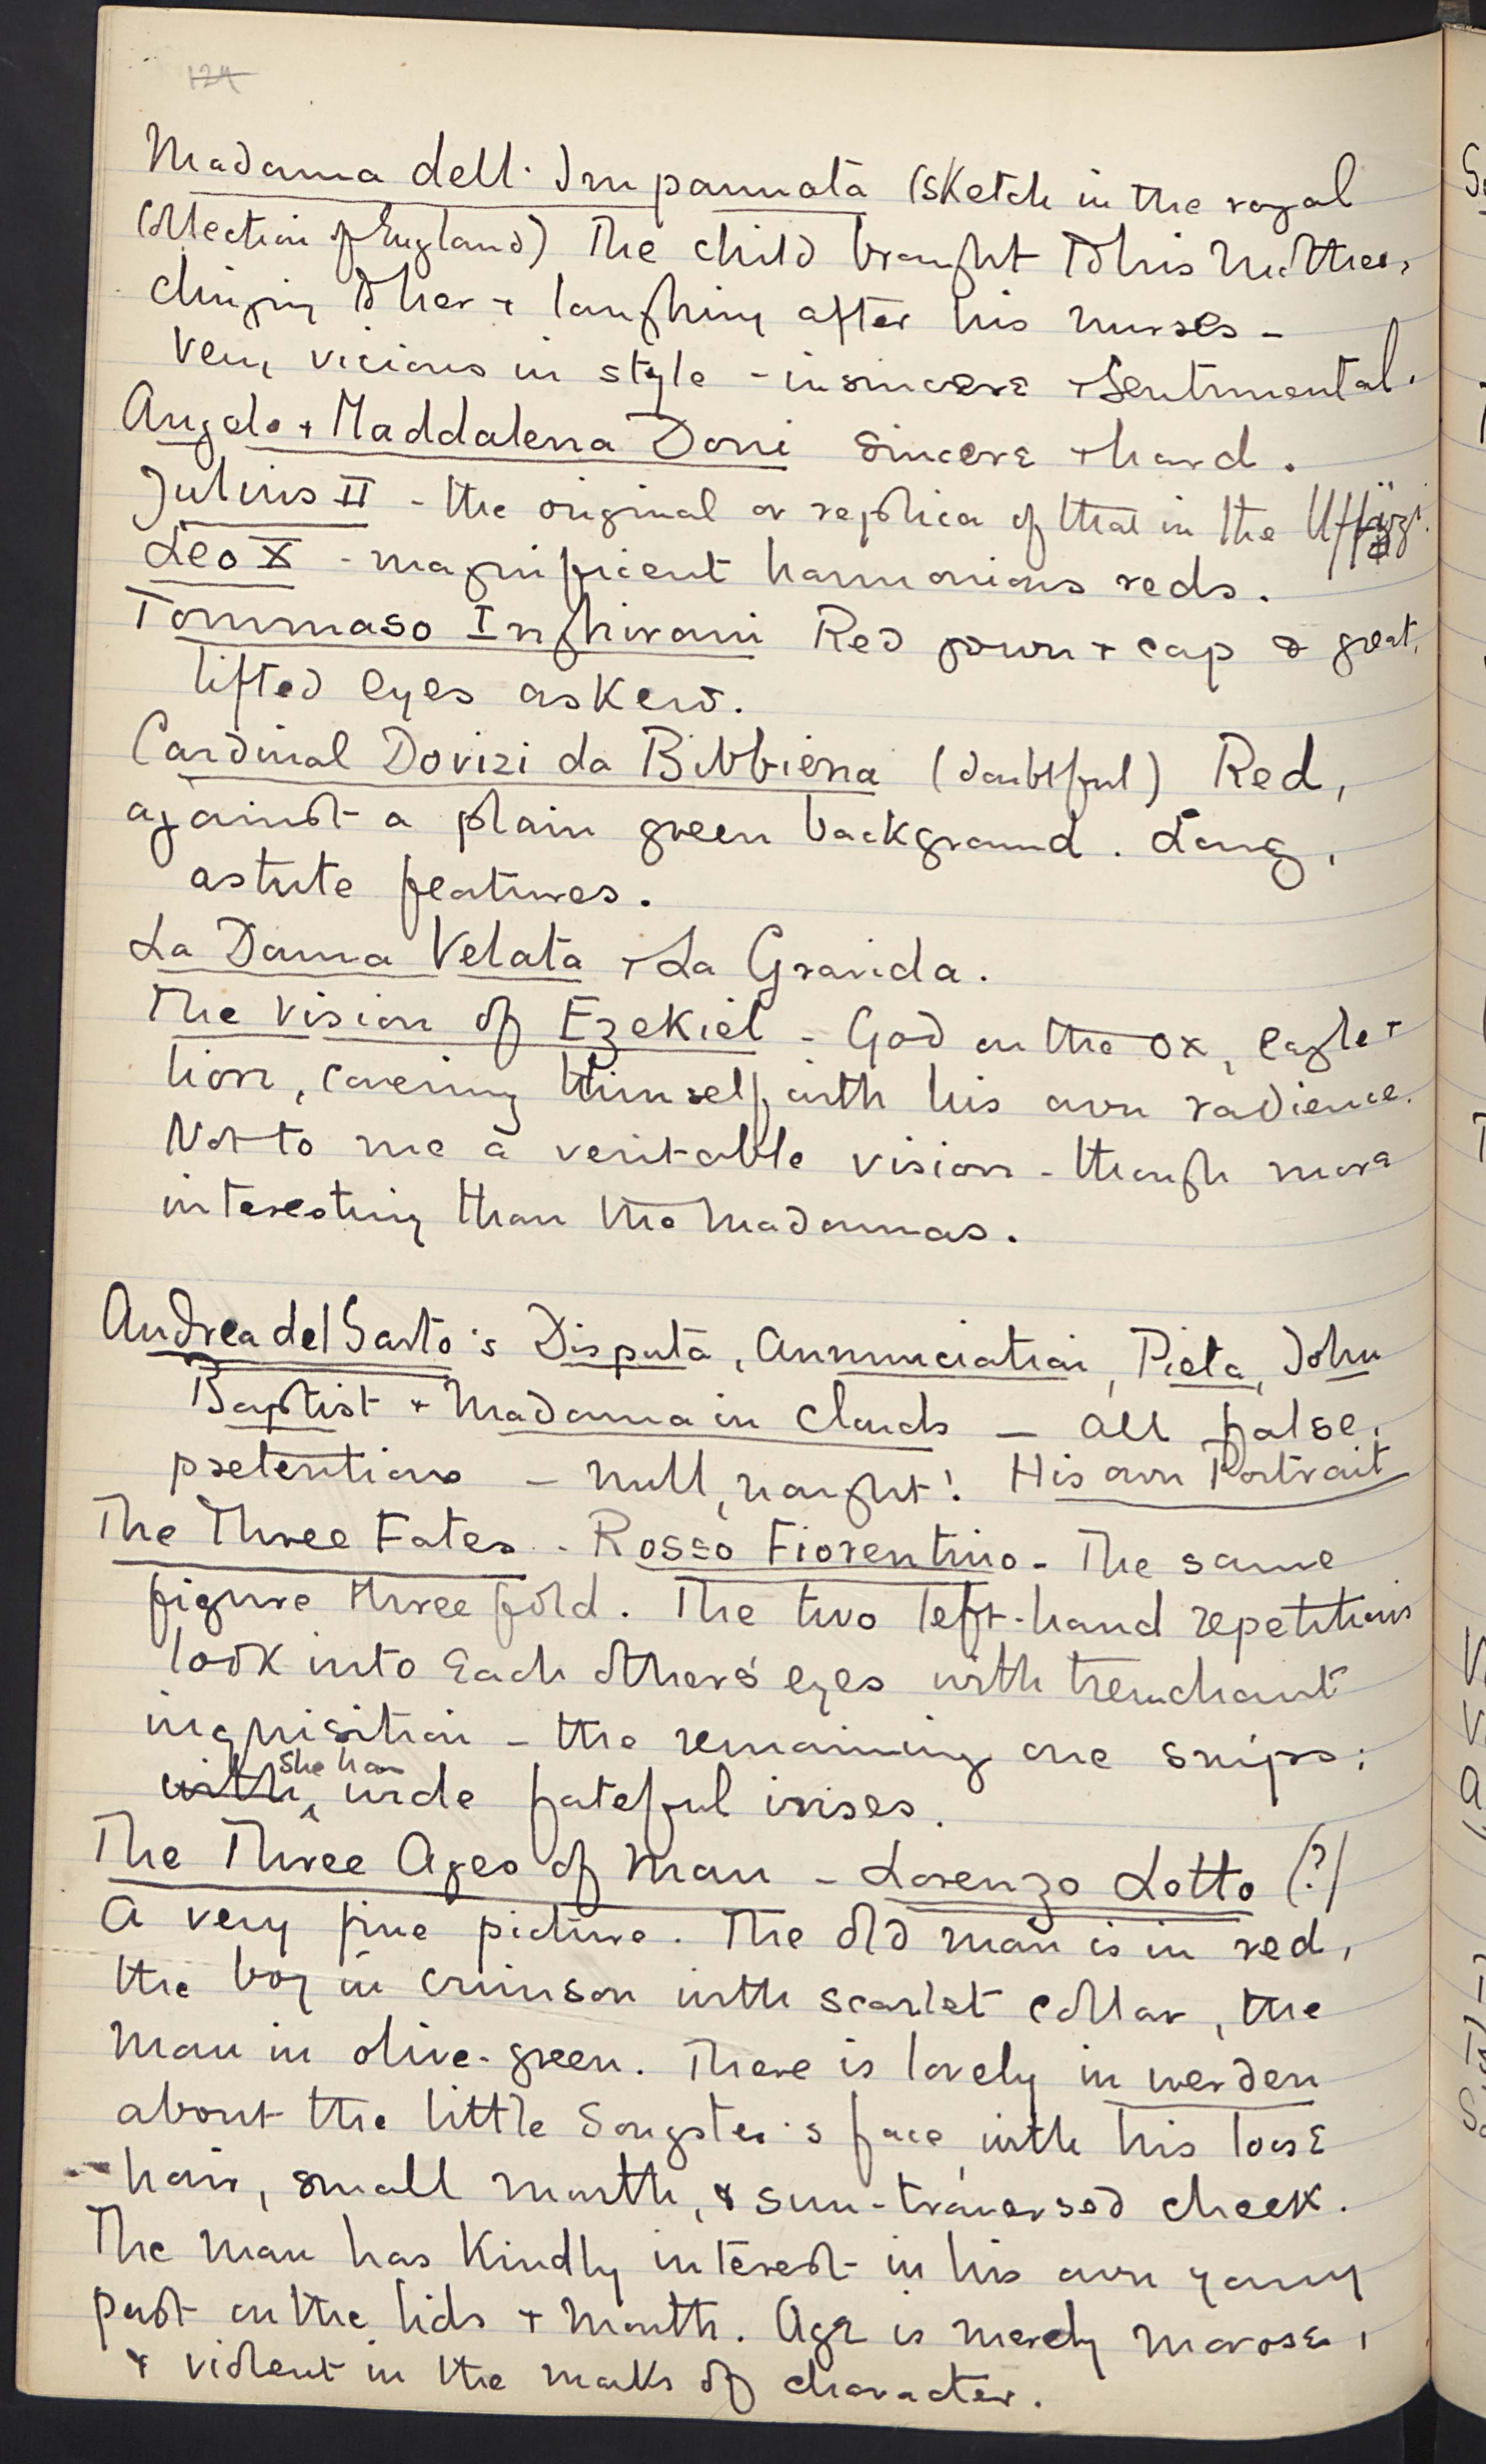 124
Madonna dell' Impannata (sketch in the royal
Collection of England) The child brought to his Mother,
clinging to her + laughing after his nurses -
very vicious in style - insincere + sentimental.
Angelo + Maddalena Doni sincere + hard.
Julius II - the original or replica of that in the Uffizi.
Leo X - magnificent harmonious reds.
Tommaso Inghirami Red gown + cap & great,
lifted eyes askew.
Cardinal Dovizi da Bibbiena (doubtful) Red,
against a plain green background. Long,
astute features.
La Donna Velata + La Gravida.
The Vision of Ezekiel - God on the ox, eagle +
lion, covering Himself with his own radience.
Not to me a veritable vision - though more
interesting than the Madonnas.
Andrea del Sarto's Disputa, Annunciation, Pieta, John
Baptist + Madonna in Clouds - all false,
pretentious - null, naught! His own Portrait
The Three Fates - Rosso Fiorentino - The same
figure three fold. The two left-hand repetitions
look into each others' eyes with trenchant
inquisition - the remaining one snips:
with she has wide fateful irises.
The Three Ages of Man - Lorenzo Lotto (?)
A very fine picture. The old man is in red,
the boy in crimson with scarlet collar, the
man in olive-green. There is lovely in werden
about the little Songster's face, with his loose
hair, small mouth, & sun-traversed cheek.
The man has kindly interest in his own young
past on the lids + mouth. Age is merely morose,
& violent in the marks of character.